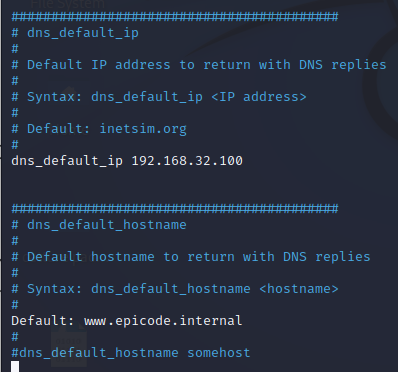 File System
#########################################
# dns_default_ip
#
# Default IP address to return with DNS replies
#
# Syntax: dns_default_ip <IP address>
#
# Default: inetsim.org
#
dns_default_ip 192.168.32.100
#########################################
# dns_default_hostname
#
# Default hostname to return with DNS replies
#
# Syntax: dns_default_hostname <hostname>
#
Default: www.epicode.internal
#
#dns_default_hostname somehost